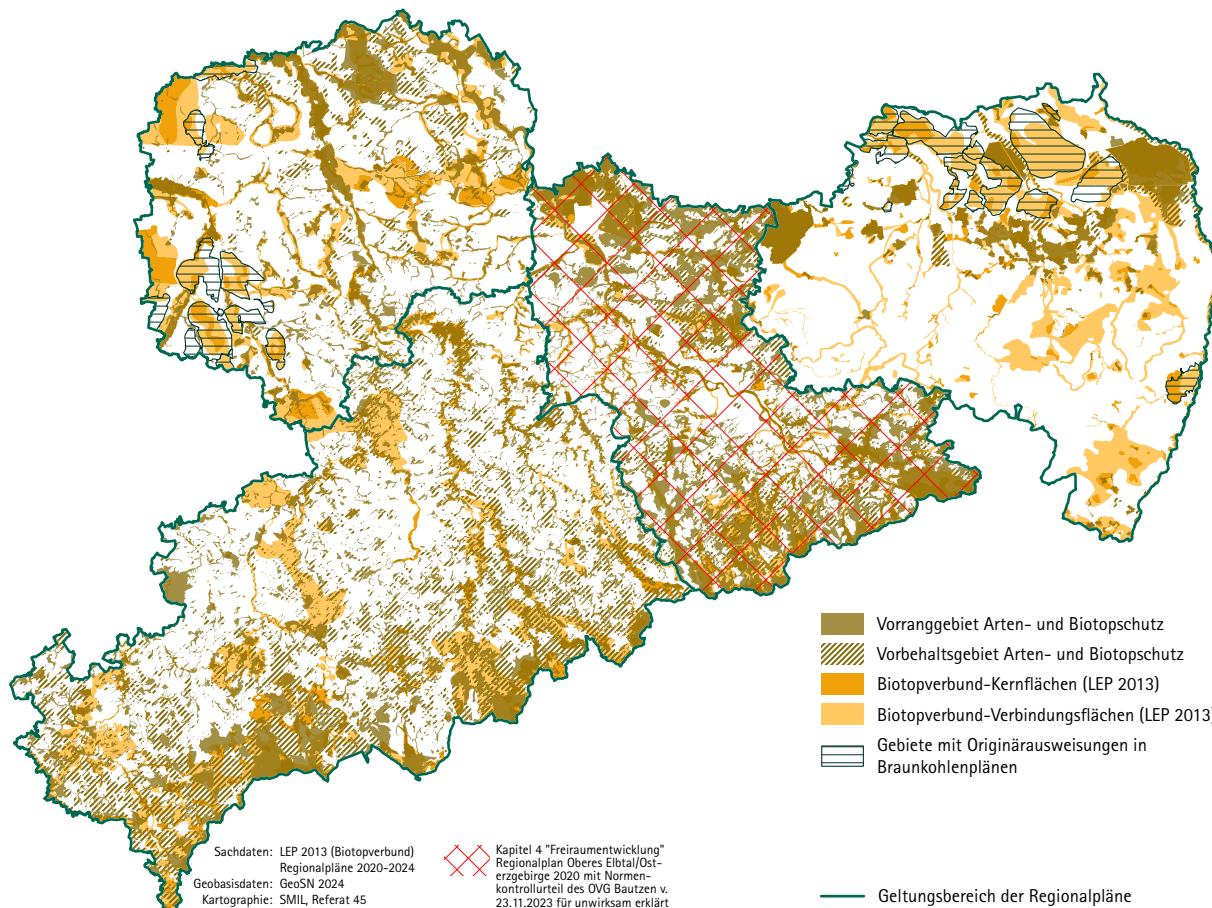 Vorranggebiet Arten- und Biotopschutz
Vorbehaltsgebiet Arten- und Biotopschutz
Biotopverbund-Kernflächen (LEP 2013)
Biotopverbund-Verbindungsflächen (LEP 2013)
Gebiete mit Originärausweisungen in
Braunkohlenplänen
Sachdaten: LEP 2013 (Biotopverbund)
Regionalpläne 2020-2024
Geobasisdaten: GeoSN 2024
Kartographie: SMIL, Referat 45
Kapitel 4 "Freiraumentwicklung"
Regionalplan Oberes Elbtal/Ost-
erzgebirge 2020 mit Normen-
kontrollurteil des OVG Bautzen v.
23.11.2023 für unwirksam erklärt
Geltungsbereich der Regionalpläne